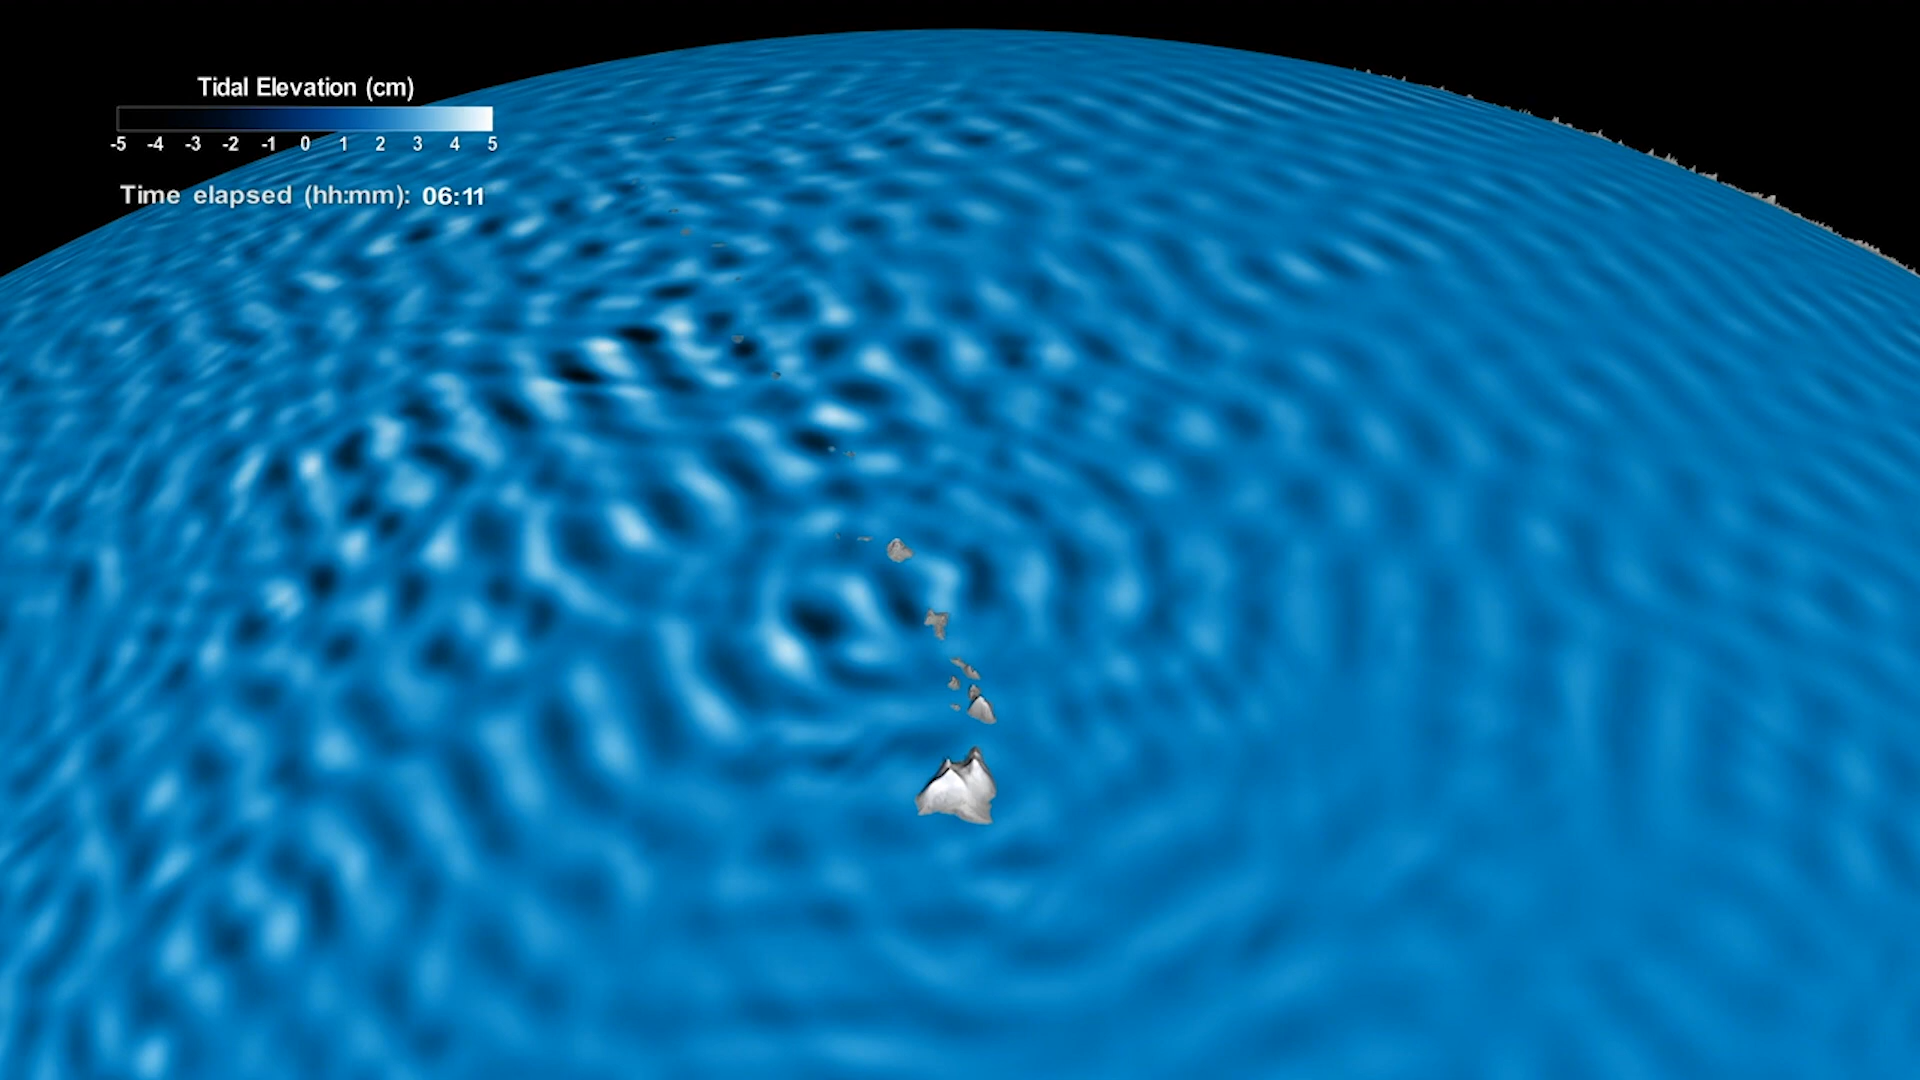 Tidal Elevation (cm)
-5 -4 -3 -2 -1 0 1 2 3 4 5
Time elapsed (hh:mm): 06:11